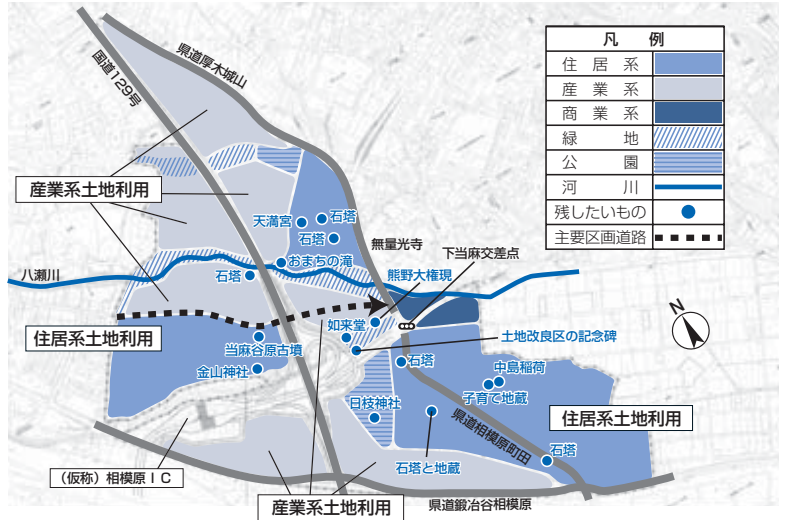 凡　例
住居系
産業系
商業系
緑　地
公　園
河　川
残したいもの
主要区画道路
国道129号
県道厚木城山
産業系土地利用
天満宮
石塔
石塔
無量光寺
下当麻交差点
おまちの滝
熊野大権現
八瀬川
石塔
住居系土地利用
如来堂
土地改良区の記念碑
当麻谷原古墳
石塔
中島稲荷
金山神社
子育て地蔵
日枝神社
住居系土地利用
県道相模原町田
石塔
石塔と地蔵
（仮称）相模原ＩＣ
産業系土地利用
県道鍛冶谷相模原
N